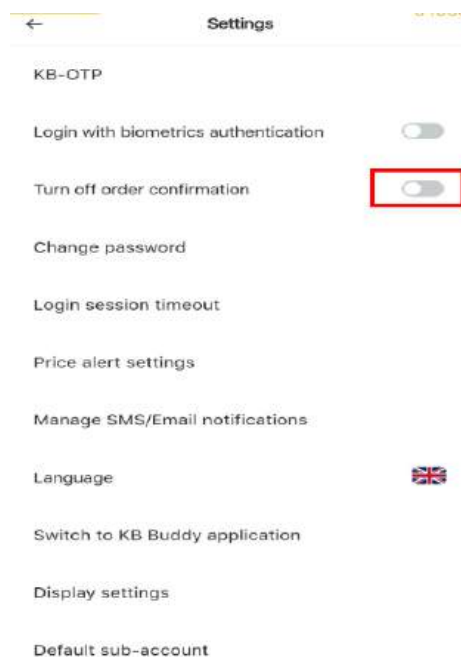 Settings
KB-OTP
Login with biometrics authentication
Turn off order confirmation
Change password
Login session timeout
Price alert settings
Manage SMS/Email notifications
Language
Switch to KB Buddy application
Display settings
Default sub-account